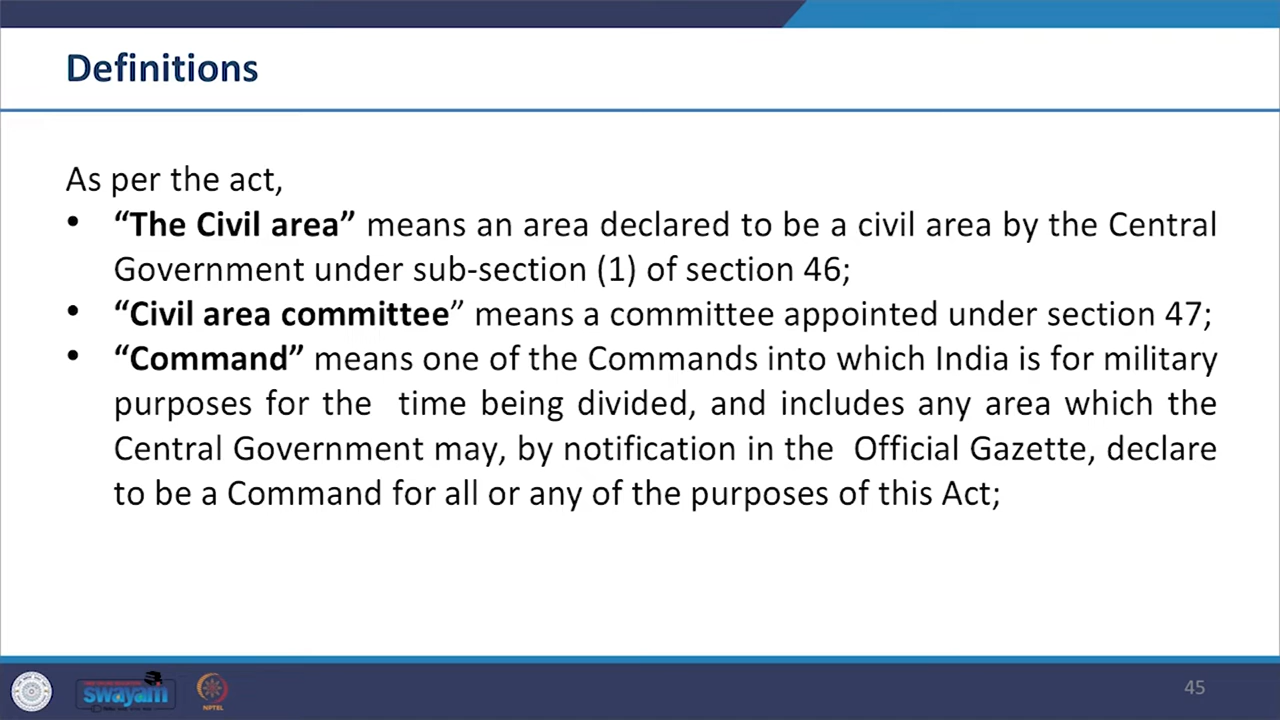 Definitions
As per the act,
• “The Civil area” means an area declared to be a civil area by the Central
Government under sub-section (1) of section 46;
• “Civil area committee” means a committee appointed under section 47;
• “Command” means one of the Commands into which India is for military
purposes for the time being divided, and includes any area which the
Central Government may, by notification in the Official Gazette, declare
to be a Command for all or any of the purposes of this Act;
swayam
NPTEL
45